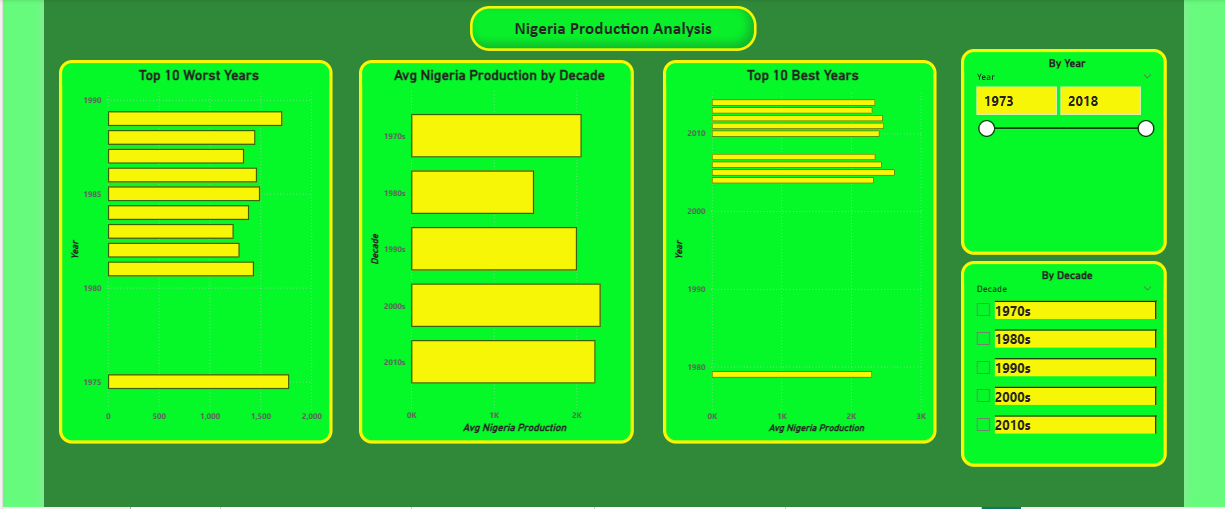 Nigeria Production Analysis
Top 10 Worst Years
1990
1985
1980
1975
Year
0 500 1,000 1,500 2,000
Avg Nigeria Production by Decade
1970s
1980s
1990s
2000s
2010s
Decade
0K 1K 2K
Avg Nigeria Production
Top 10 Best Years
2010
2000
1990
1980
Year
0K 1K 2K 3K
Avg Nigeria Production
By Year
Year
1973 2018
By Decade
Decade
1970s
1980s
1990s
2000s
2010s